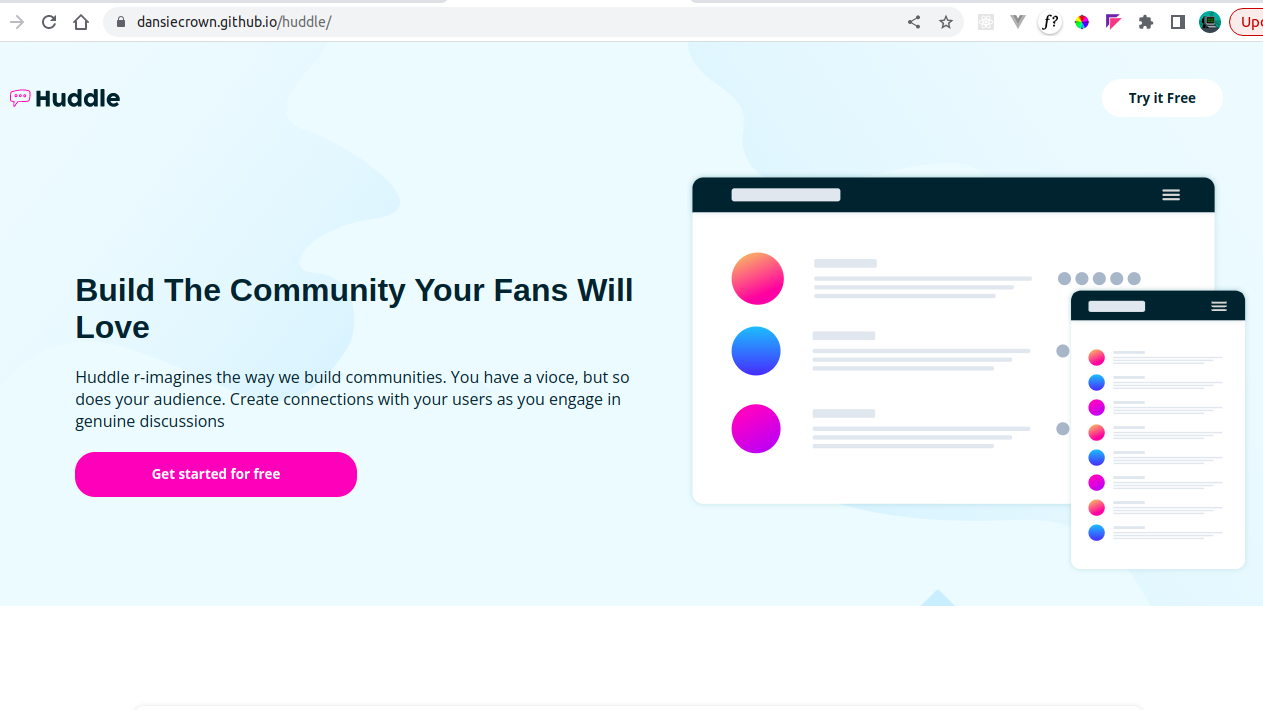 dansiecrown.github.io/huddle/
f?
Upc
Huddle
Try it Free
Build The Community Your Fans Will
Love
Huddle r-imagines the way we build communities. You have a vioce, but so
does your audience. Create connections with your users as you engage in
genuine discussions
Get started for free